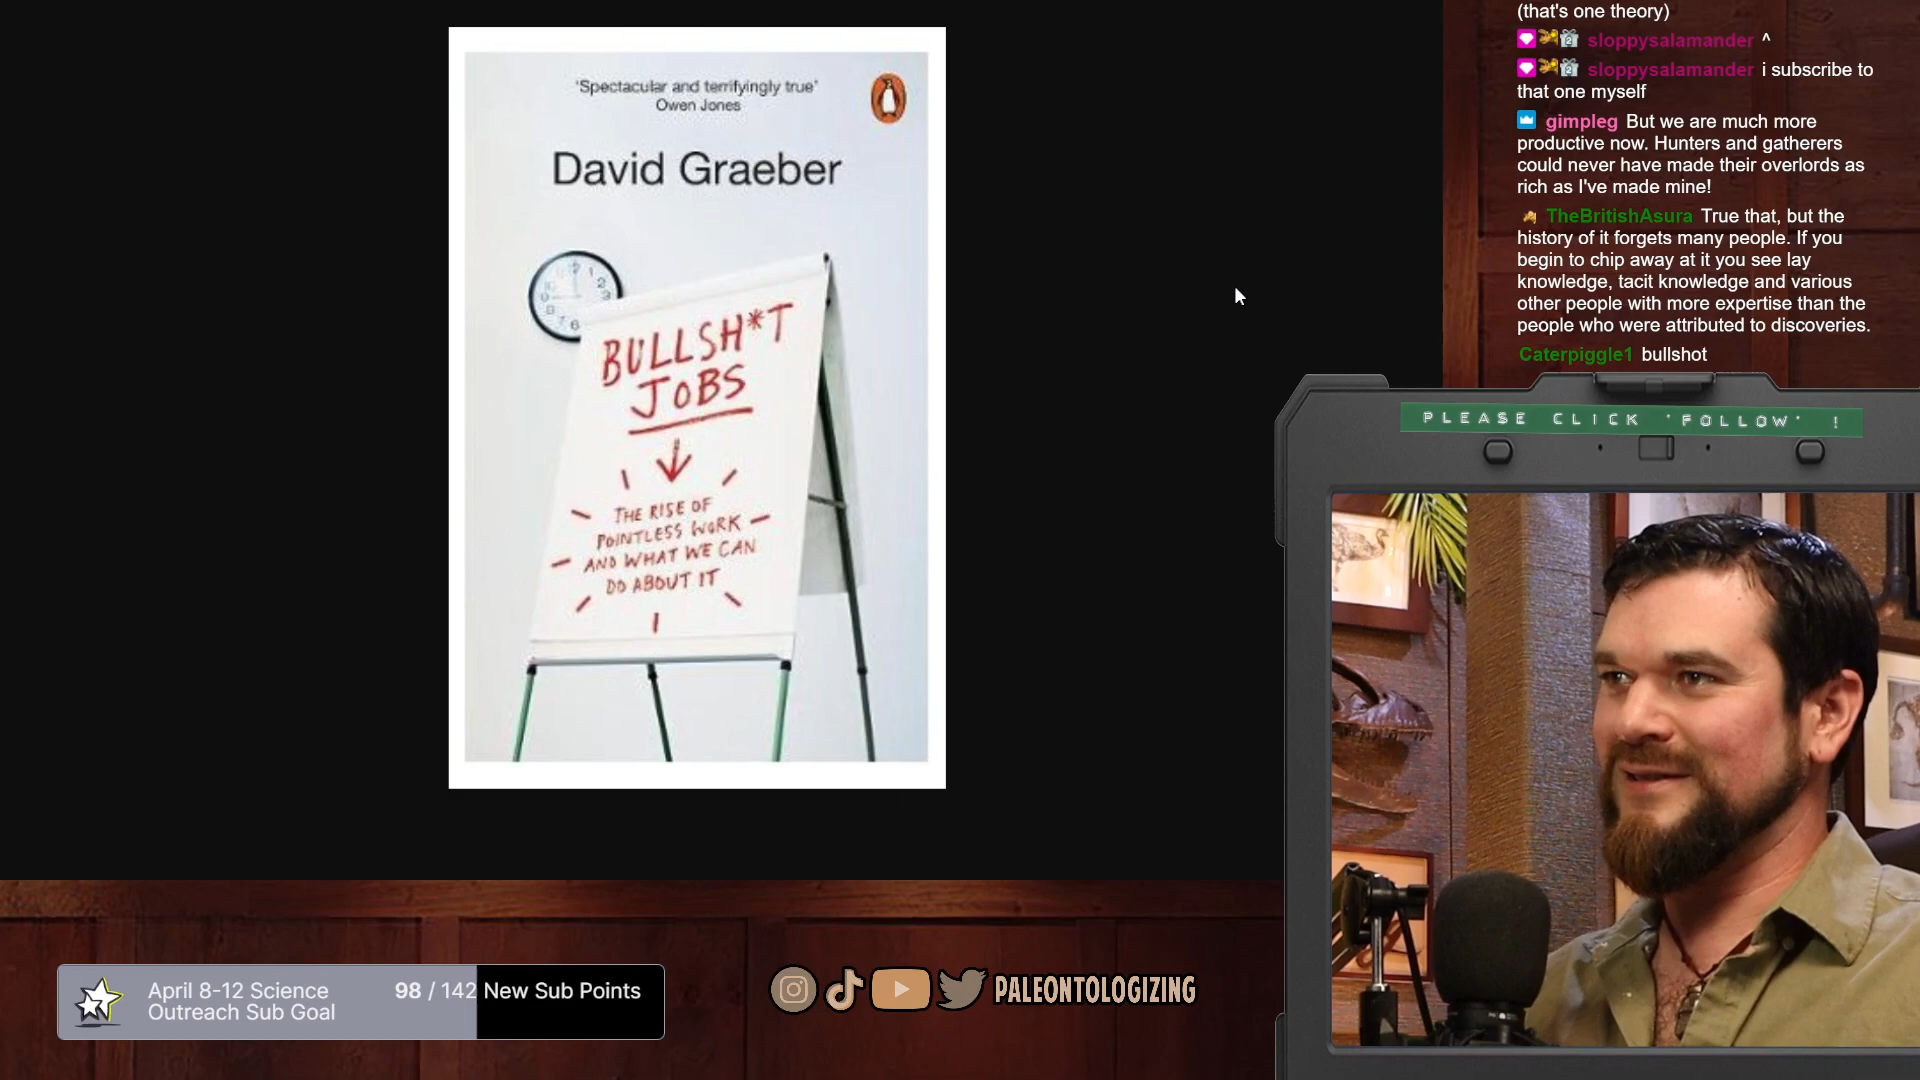 'Spectacular and terrifyingly true'
Owen Jones
David Graeber
BULLSH*T
JOBS
THE RISE OF
POINTLESS WORK
AND WHAT WE CAN
DO ABOUT IT
(that's one theory)
sloppysalamander ^
sloppysalamander i subscribe to
that one myself
gimpleg But we are much more
productive now. Hunters and gatherers
could never have made their overlords as
rich as I've made mine!
TheBritishAsura True that, but the
history of it forgets many people. If you
begin to chip away at it you see lay
knowledge, tacit knowledge and various
other people with more expertise than the
people who were attributed to discoveries.
Caterpiggle1 bullshot
PLEASE CLICK "FOLLOW" !
April 8-12 Science
Outreach Sub Goal
98 / 142 New Sub Points
PALEONTOLOGIZING